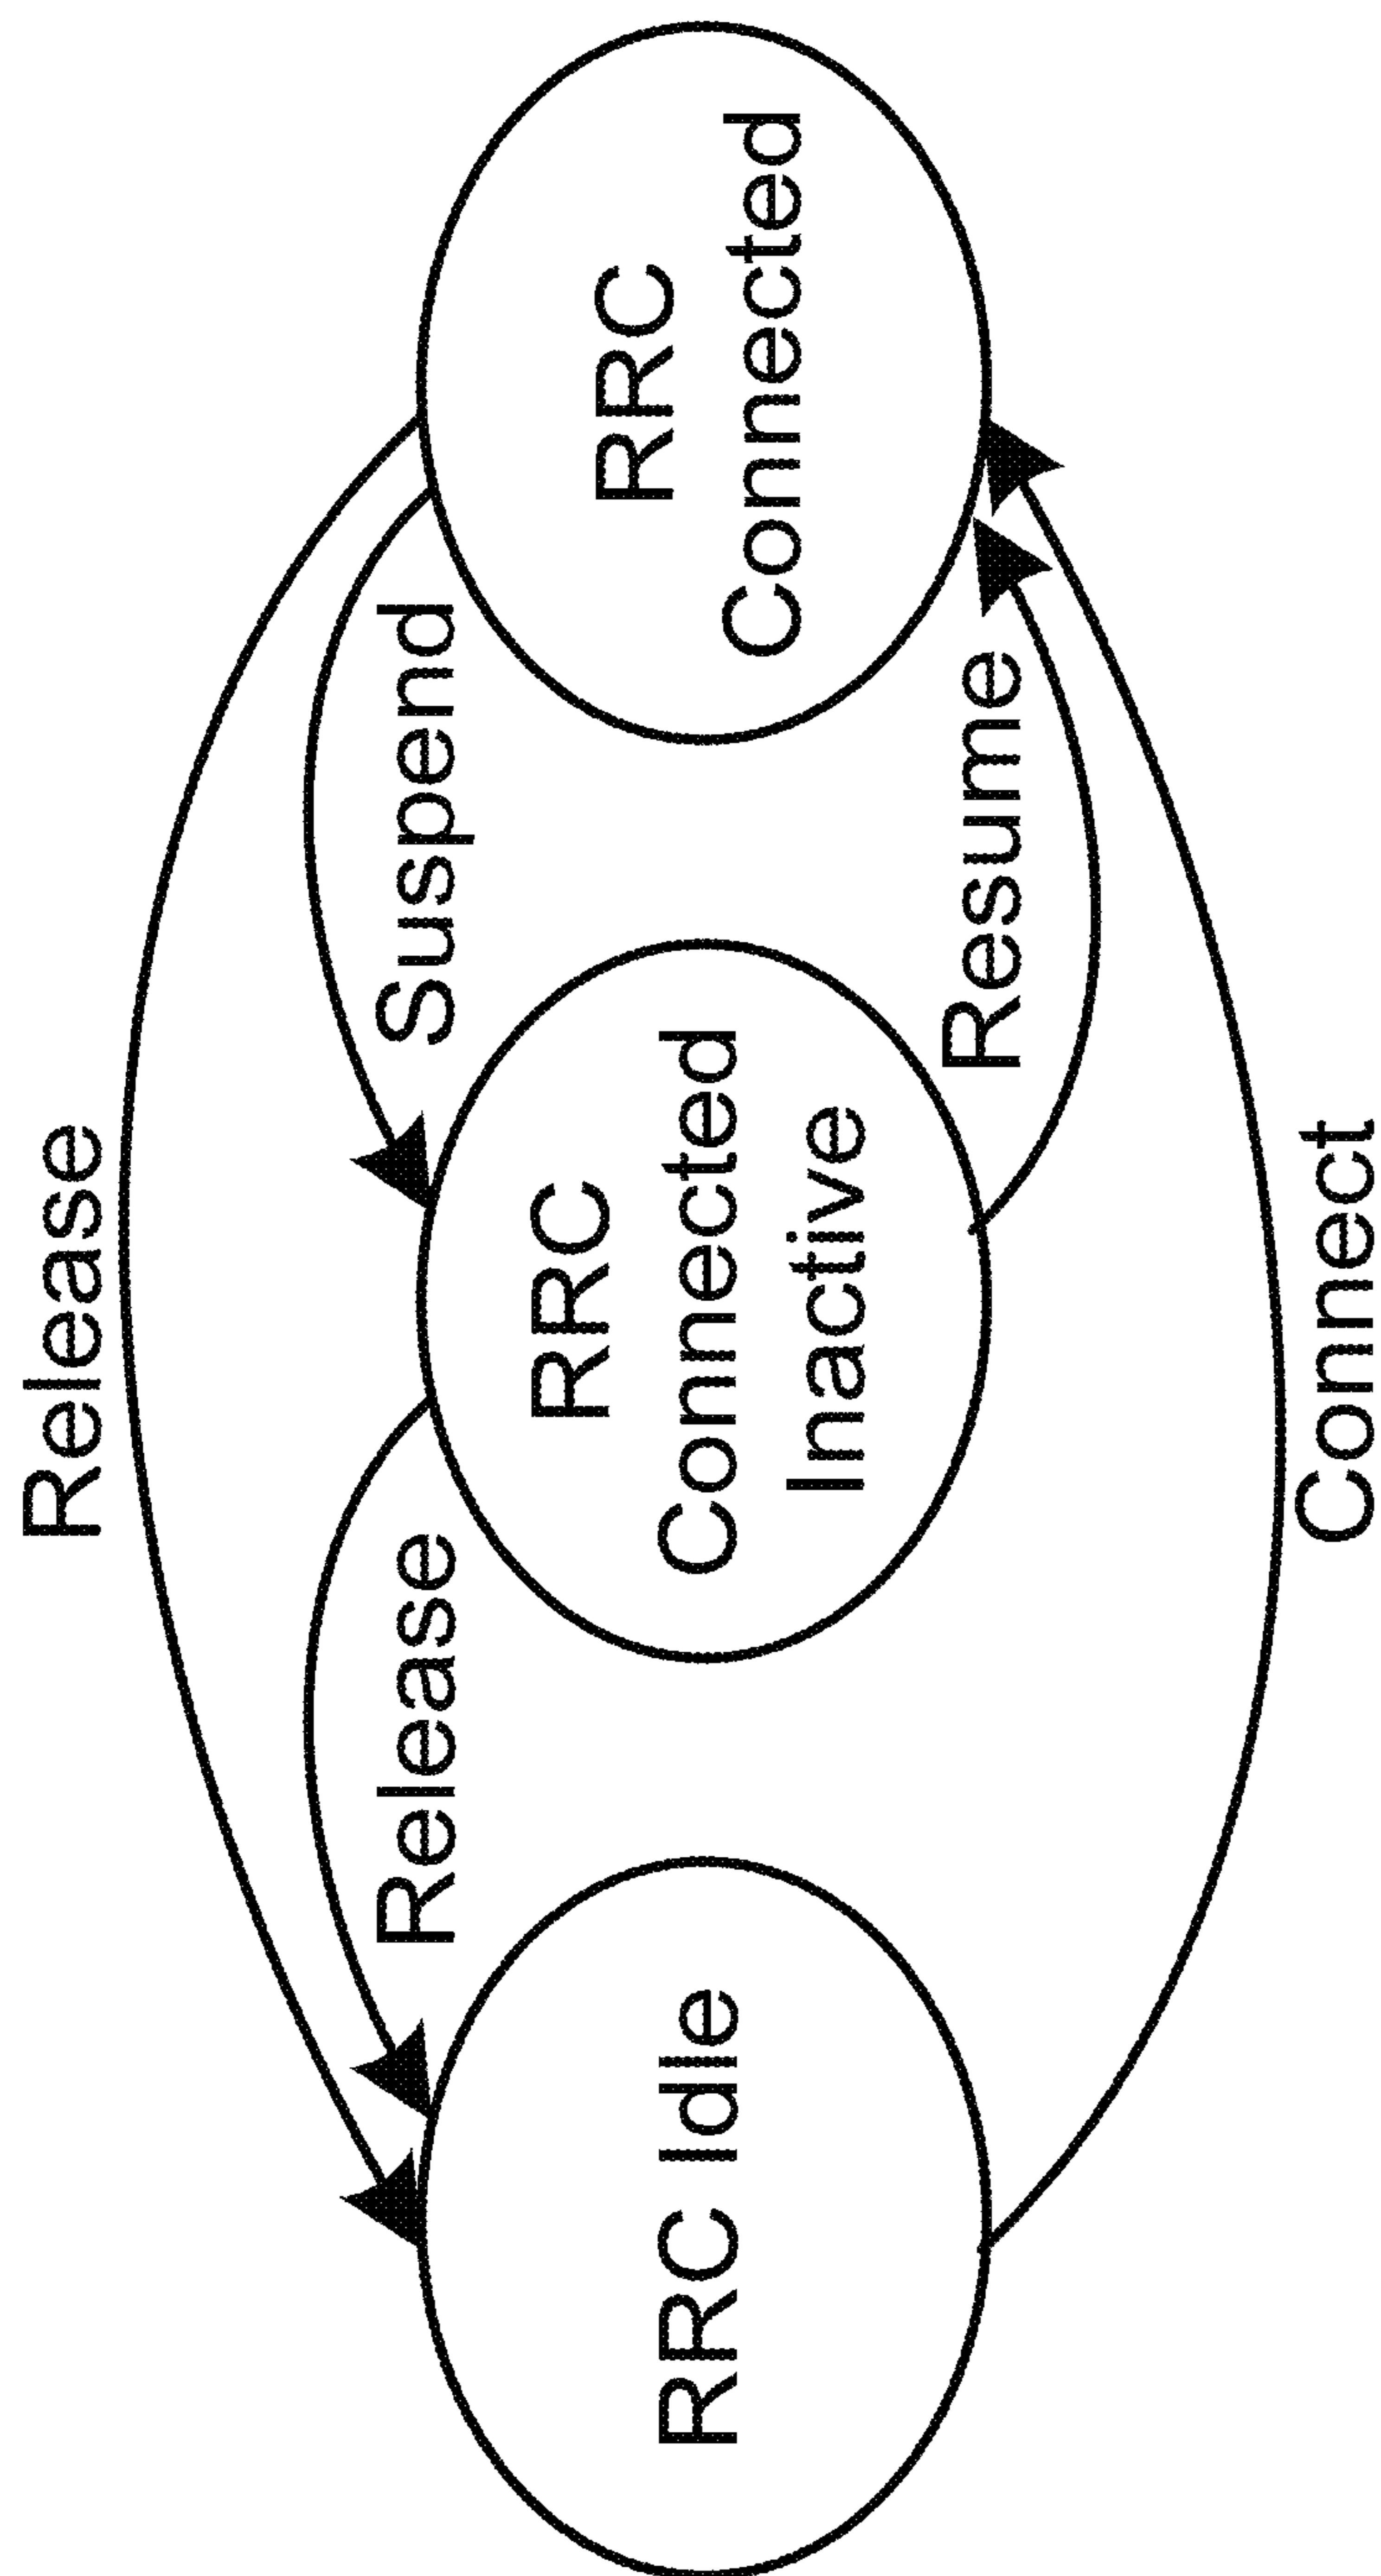 Release
Release
Suspend
RRC Idle
RRC
Connected
Inactive
RRC
Connected
Resume
Connect